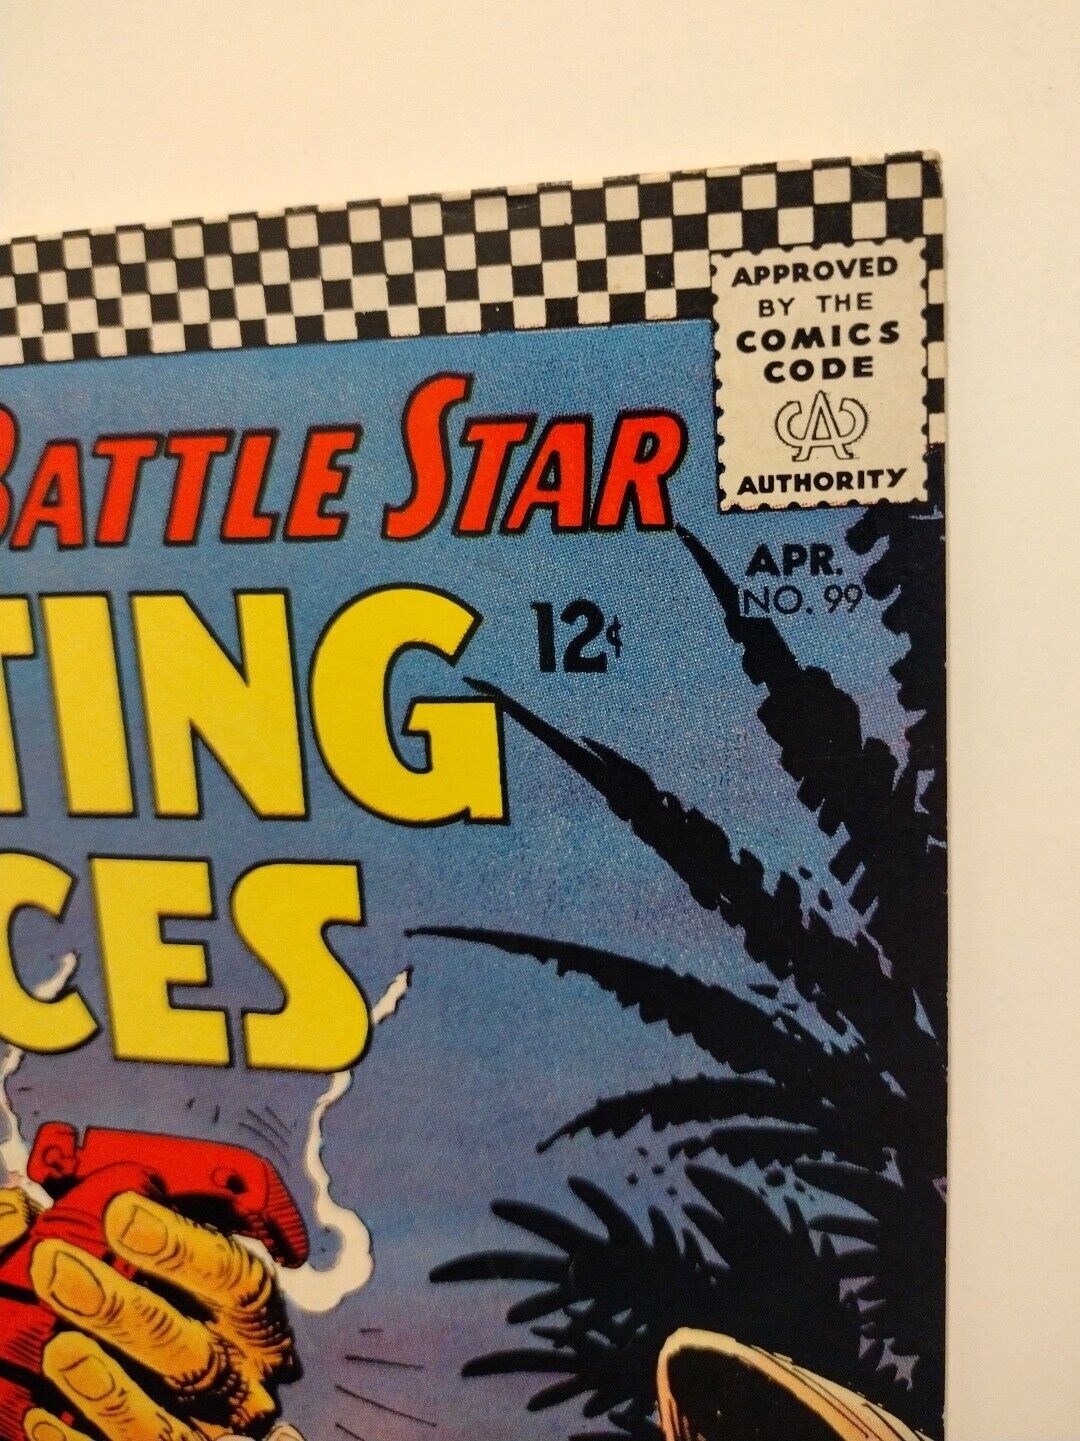 APPROVED
BY THE
COMICS
CODE
CA
AUTHORITY
BATTLE STAR
APR.
NO. 99
12¢
TING
CES